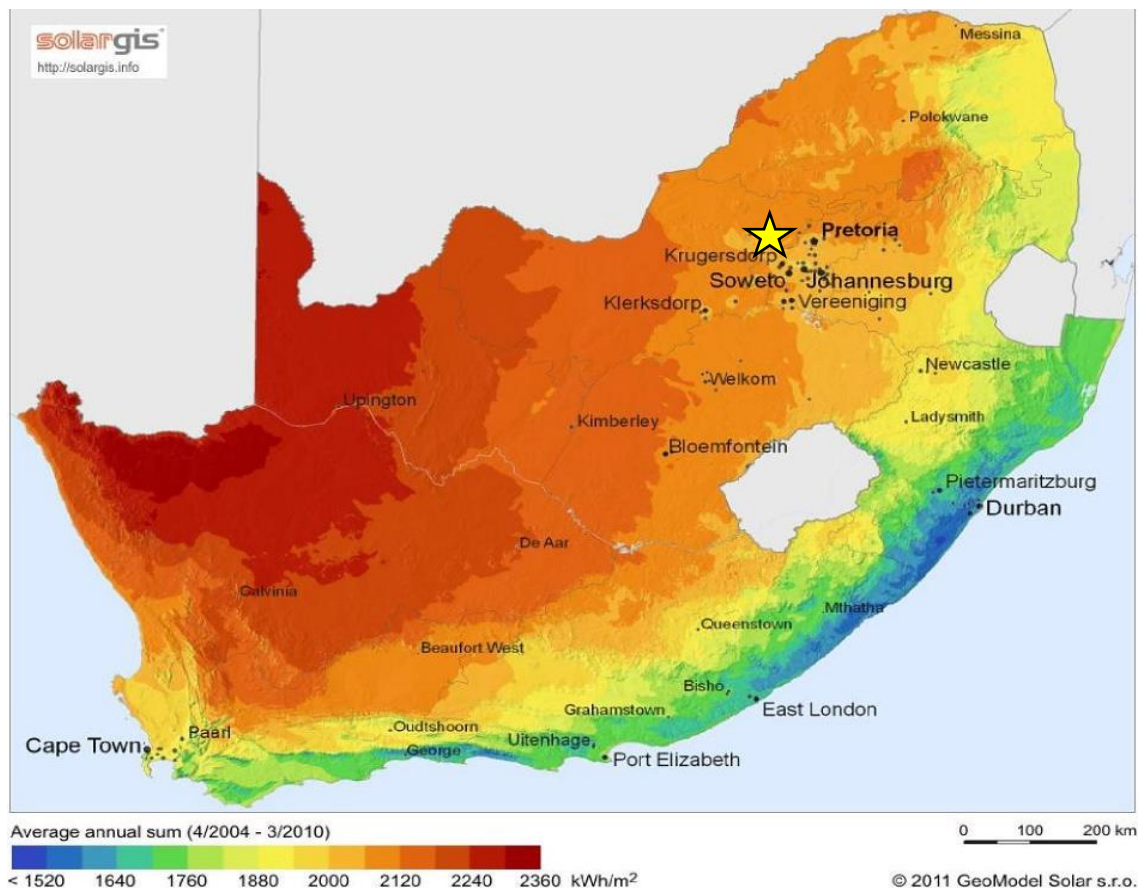 solargis
http://solargis.info
Messina
Polokwane
Pretoria
Krugersdorp
Soweto
Johannesburg
Klerksdorp
Vereeniging
Newcastle
Welkom
Upington
Ladysmith
Kimberley
Bloemfontein
Pietermaritzburg
Durban
De Aar
Calvinia
Mthatha
Queenstown
Beaufort West
Bisho
Grahamstown
East London
Oudtshoorn
Paarl
Uitenhage
Cape Town
George
Port Elizabeth
Average annual sum (4/2004 - 3/2010)
0 100 200 km
< 1520 1640 1760 1880 2000 2120 2240 2360 kWh/m²
© 2011 GeoModel Solar s.r.o.